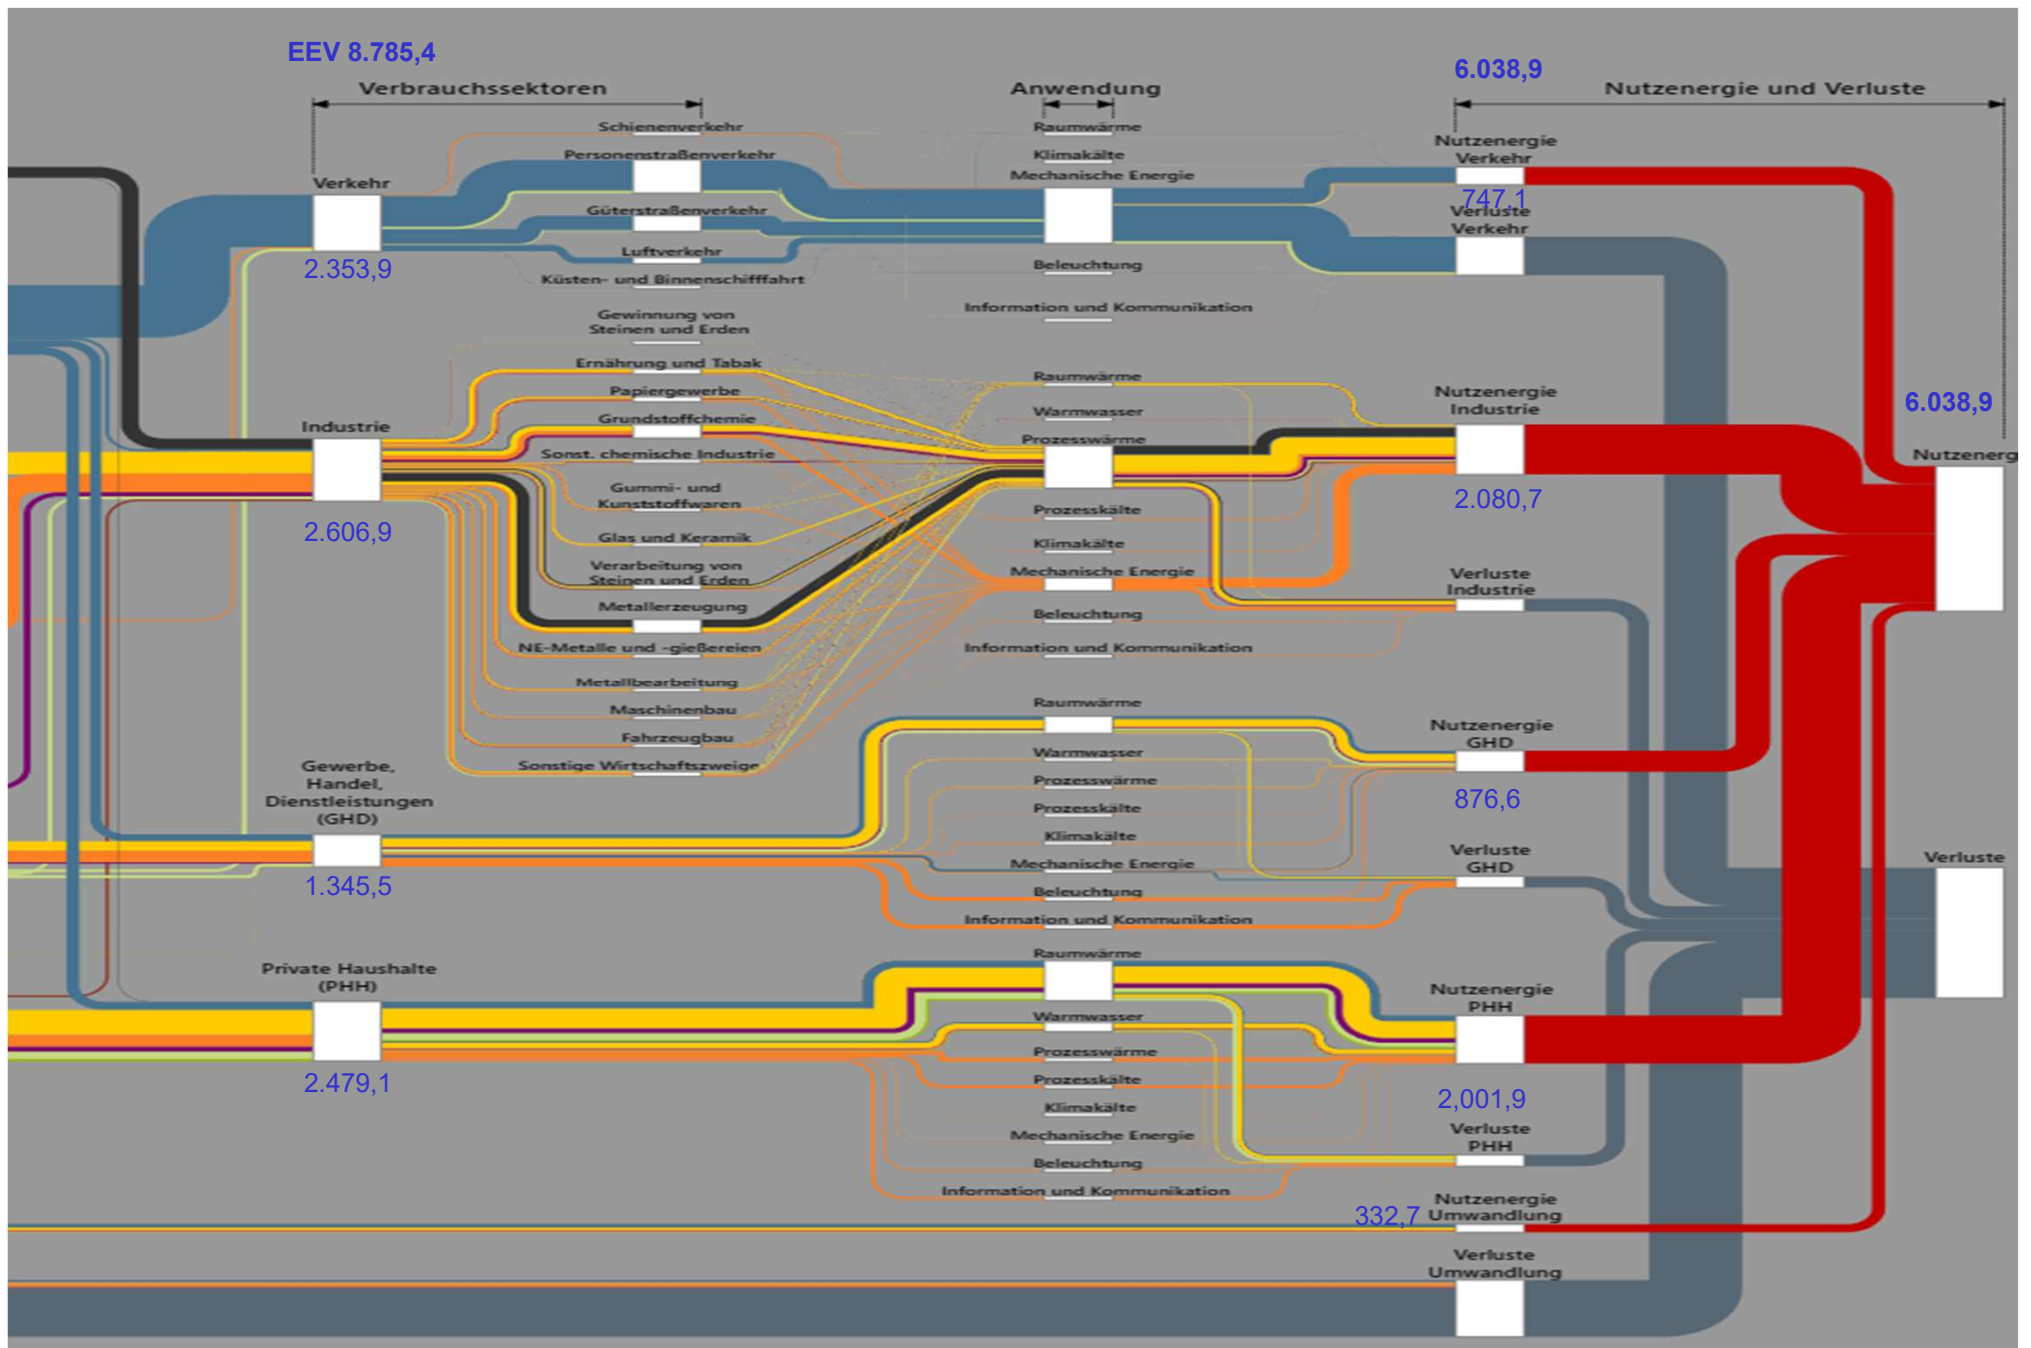 EEV 8.785,4
6.038,9
Verbrauchssektoren
Anwendung
Nutzenergie und Verluste
Schienenverkehr
Raumwärme
Nutzenergie
Verkehr
Personenstraßenverkehr
Klimakälte
Verkehr
Mechanische Energie
747,1
Güterstraßenverkehr
Verluste
Verkehr
Luftverkehr
2.353,9
Beleuchtung
Küsten- und Binnenschifffahrt
Information und Kommunikation
Gewinnung von
Steinen und Erden
Ernährung und Tabak
Raumwärme
Papiergewerbe
Nutzenergie
Industrie
6.038,9
Grundstoffchemie
Warmwasser
Industrie
Prozesswärme
Nutzenerg
Sonst. chemische Industrie
Gummi- und
Kunststoffwaren
2.606,9
2.080,7
Prozesskälte
Glas und Keramik
Klimakälte
Verarbeitung von
Steinen und Erden
Mechanische Energie
Verluste
Industrie
Metallerzeugung
Beleuchtung
NE-Metalle und -gießereien
Information und Kommunikation
Metallbearbeitung
Maschinenbau
Raumwärme
Fahrzeugbau
Nutzenergie
GHD
Sonstige Wirtschaftszweige
Warmwasser
Gewerbe,
Handel,
Dienstleistungen
(GHD)
Prozesswärme
876,6
Prozesskälte
Klimakälte
Mechanische Energie
Verluste
GHD
Verluste
1.345,5
Beleuchtung
Information und Kommunikation
Raumwärme
Private Haushalte
(PHH)
Nutzenergie
PHH
Warmwasser
Prozesswärme
2.479,1
Prozesskälte
2,001,9
Klimakälte
Mechanische Energie
Verluste
PHH
Beleuchtung
Information und Kommunikation
332,7
Nutzenergie
Umwandlung
Verluste
Umwandlung